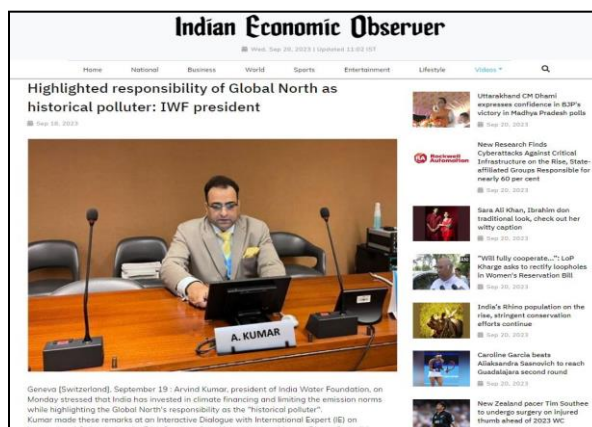 Indian Economic Observer
Wed, Sep 20, 2023 | Updated 11:02 IST
Home National Business World Sports Entertainment Lifestyle Videos
Highlighted responsibility of Global North as
historical polluter: IWF president
Sep 19, 2023
A. KUMAR
Geneva [Switzerland], September 19 : Arvind Kumar, president of India Water Foundation, on
Monday stressed that India has invested in climate financing and limiting the emission norms
while highlighting the Global North's responsibility as the "historical polluter".
Kumar made these remarks at an Interactive Dialogue with International Expert (IE) on
Uttarakhand CM Dhami
expresses confidence in BJP's
victory in Madhya Pradesh polls
Sep 20, 2023
Rockwell
Automation
New Research Finds
Cyberattacks Against Critical
Infrastructure on the Rise, State-
affiliated Groups Responsible for
nearly 60 per cent
Sep 20, 2023
Sara Ali Khan, Ibrahim don
traditional look, check out her
witty caption
Sep 20, 2023
"Will fully cooperate...": LoP
Kharge asks to rectify loopholes
in Women's Reservation Bill
Sep 20, 2023
India's Rhino population on the
rise, stringent conservation
efforts continue
Sep 20, 2023
Caroline Garcia beats
Aliaksandra Sasnovich to reach
Guadalajara second round
Sep 20, 2023
New Zealand pacer Tim Southee
to undergo surgery on injured
thumb ahead of 2023 WC